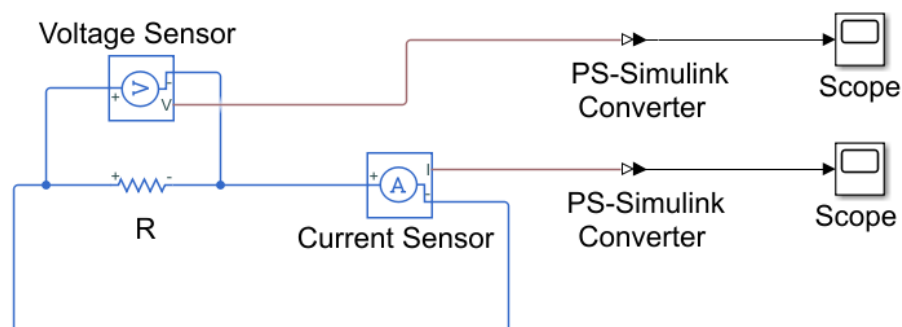 Voltage Sensor
+
V
-
V
PS-Simulink
Converter
Scope
+
-
R
+
A
I
-
Current Sensor
PS-Simulink
Converter
Scope